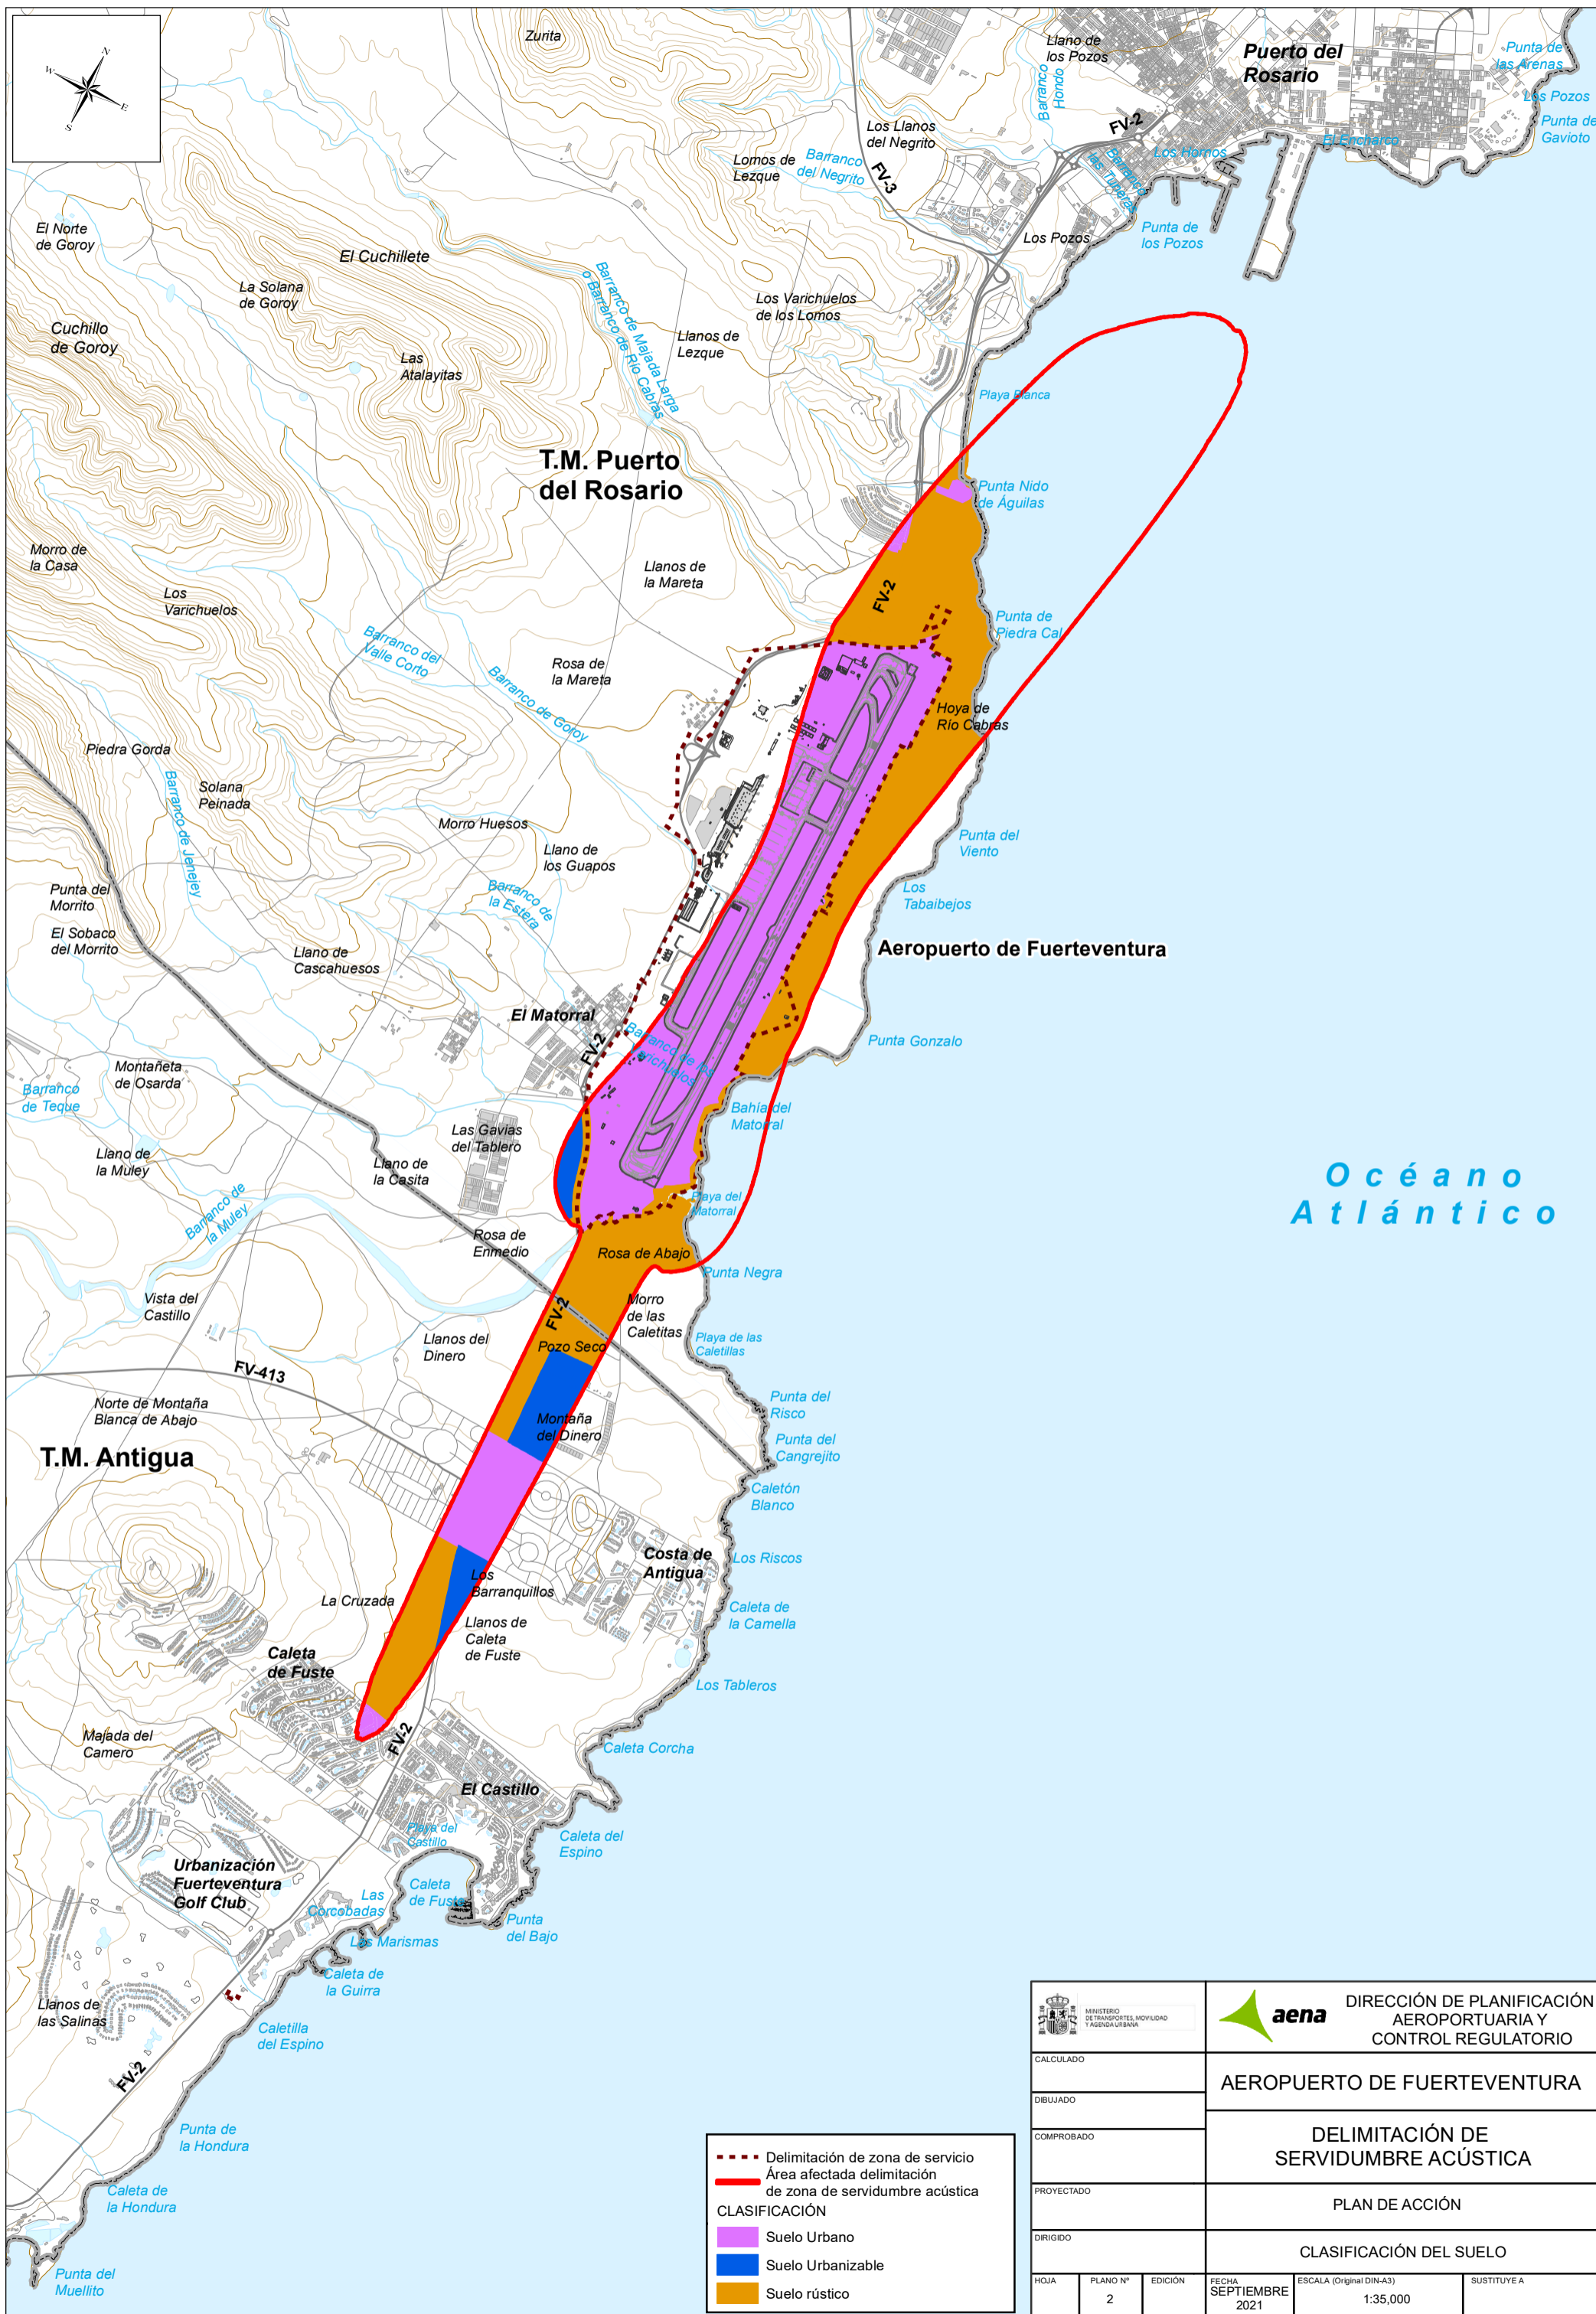 N
W
E
S
Zurita
Llano de
los Pozos
Puerto del
Rosario
Punta de
las Arenas
Los Pozos
Punta de
Gavioto
El Encharco
Barranco
Hondo
FV-2
Los Hornos
Barranco
las Tuneras
Punta de
los Pozos
Los Llanos
del Negrito
Lomos de
Lezque
Barranco
del Negrito
FV-3
Los Pozos
El Norte
de Goroy
El Cuchillete
La Solana
de Goroy
Barranco de Majada Larga
o Barranco de Río Cabras
Los Varichuelos
de los Lomos
Cuchillo
de Goroy
Llanos de
Lezque
Las
Atalayitas
Playa Blanca
T.M. Puerto
del Rosario
Punta Nido
de Águilas
Morro de
la Casa
Llanos de
la Mareta
Los
Varichuelos
FV-2
Punta de
Piedra Cal
Barranco del
Valle Corto
Rosa de
la Mareta
Barranco de Goroy
Hoya de
Río Cabras
Piedra Gorda
Barranco de Jenejey
Solana
Peinada
Morro Huesos
Llano de
los Guapos
Punta del
Viento
Punta del
Morrito
Barranco de
la Estera
Los
Tabaibejos
El Sobaco
del Morrito
Llano de
Cascahuesos
Aeropuerto de Fuerteventura
El Matorral
FV-2
Barranco de los
Varichuelos
Punta Gonzalo
Montañeta
de Osarda
Barranco
de Teque
Bahía del
Matorral
Las Gavias
del Tablero
Llano de
la Muley
Llano de
la Casita
Océano
Atlántico
Barranco de
la Muley
Playa del
Matorral
Rosa de
Enmedio
Rosa de Abajo
Punta Negra
Vista del
Castillo
FV-2
Morro
de las
Caletitas
Llanos del
Dinero
Pozo Seco
Playa de las
Caletillas
FV-413
Norte de Montaña
Blanca de Abajo
Punta del
Risco
Montaña
del Dinero
Punta del
Cangrejito
T.M. Antigua
Caletón
Blanco
Costa de
Antigua
Los Riscos
Los
Barranquillos
La Cruzada
Caleta de
la Camella
Llanos de
Caleta
de Fuste
Caleta
de Fuste
Los Tableros
Majada del
Camero
FV-2
Caleta Corcha
El Castillo
Playa del
Castillo
Caleta del
Espino
Urbanización
Fuerteventura
Golf Club
Las
Corcobadas
Caleta
de Fuste
Punta
del Bajo
Las Marismas
Caleta de
la Guirra
Llanos de
las Salinas
Caletilla
del Espino
FV-2
Punta de
la Hondura
Caleta de
la Hondura
Punta del
Muellito
Delimitación de zona de servicio
Área afectada delimitación
de zona de servidumbre acústica
CLASIFICACIÓN
Suelo Urbano
Suelo Urbanizable
Suelo rústico
MINISTERIO
DE TRANSPORTES, MOVILIDAD
Y AGENDA URBANA
aena
DIRECCIÓN DE PLANIFICACIÓN
AEROPORTUARIA Y
CONTROL REGULATORIO
CALCULADO
AEROPUERTO DE FUERTEVENTURA
DIBUJADO
COMPROBADO
DELIMITACIÓN DE
SERVIDUMBRE ACÚSTICA
PROYECTADO
PLAN DE ACCIÓN
DIRIGIDO
CLASIFICACIÓN DEL SUELO
HOJA
PLANO Nº
2
EDICIÓN
FECHA
SEPTIEMBRE
2021
ESCALA (Original DIN-A3)
1:35,000
SUSTITUYE A